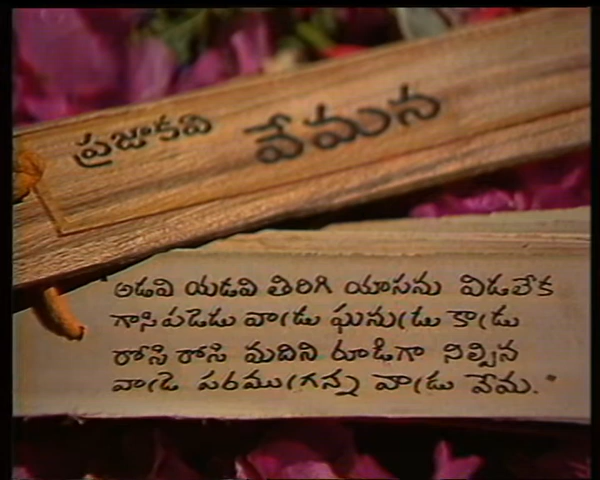 ప్రజాకవి వేమన
అడవి యడవి తిరిగి యాసను విడలేక
గాసిపడెడు వాఁడు ఘనుఁడు కాఁడు
రోసి రోసి మదిని రూఢిగా నిల్పిన
వాఁడె పరముఁగన్న వాఁడు వేమ.